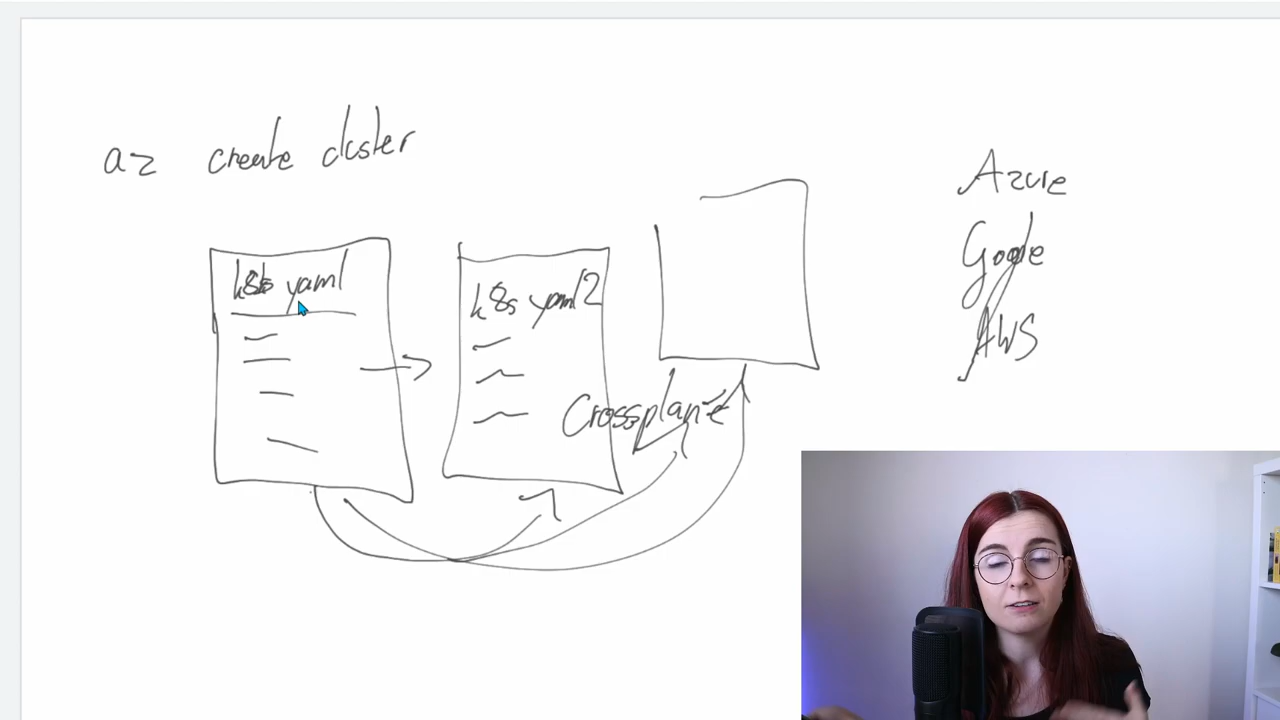 az create cluster
k8s yaml
k8s yaml2
Crossplane
Azure
Google
AWS